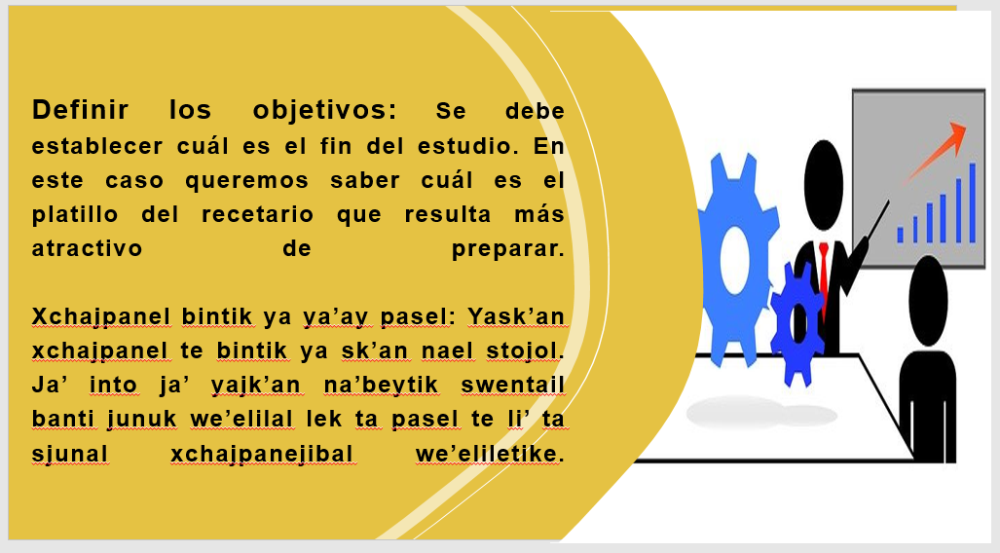 Definir los objetivos: Se debe
establecer cuál es el fin del estudio. En
este caso queremos saber cuál es el
platillo del recetario que resulta más
atractivo de preparar.
Xchajpanel bintik ya ya’ay pasel: Yask’an
xchajpanel te bintik ya sk’an nael stojol.
Ja’ into ja’ yajk’an na’beytik swentail
banti junuk we’elilal lek ta pasel te li’ ta
sjunal xchajpanejibal we’eliletike.